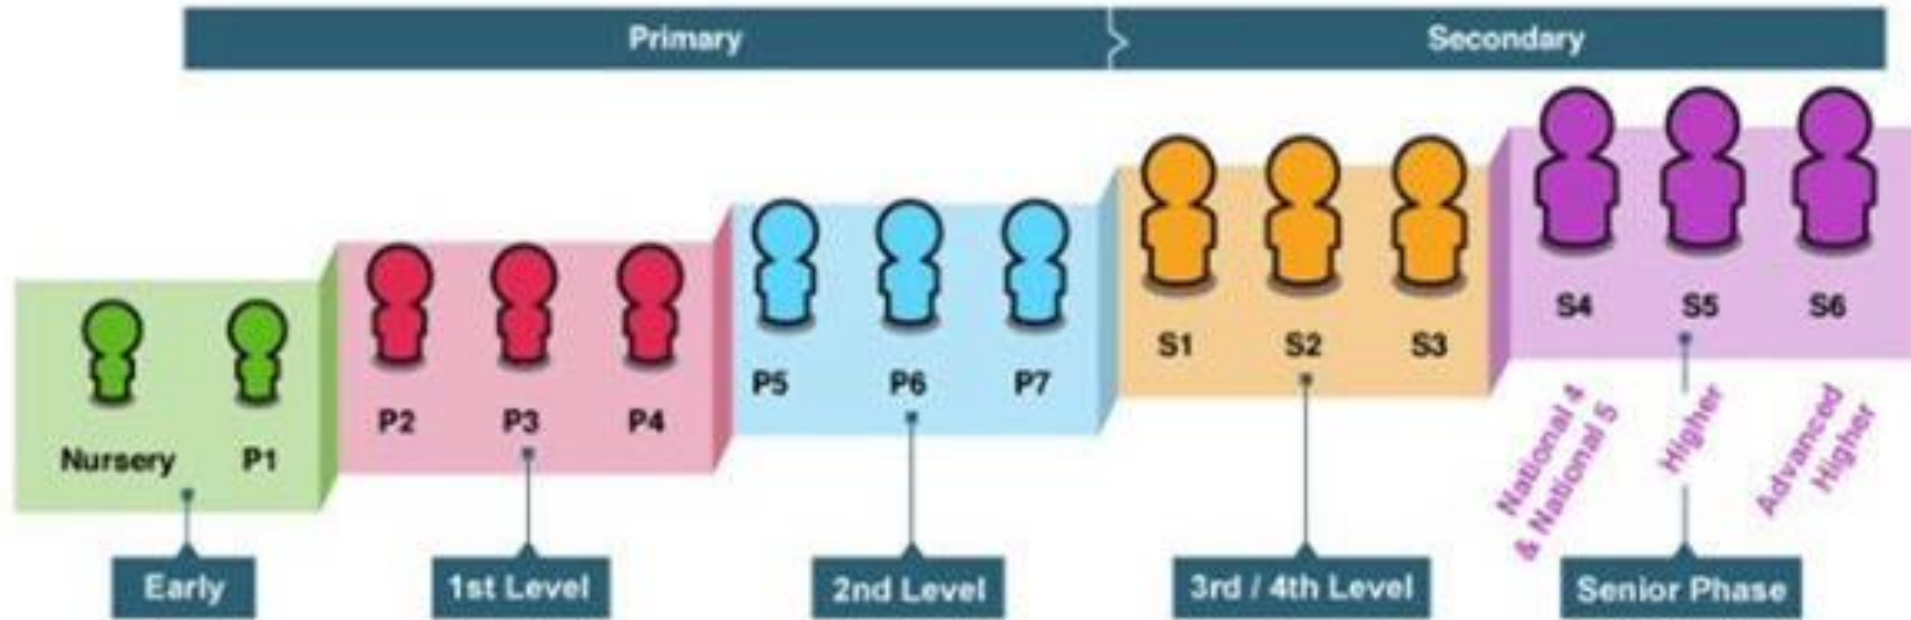 Primary
Secondary
Nursery
P1
P2
P3
P4
P5
P6
P7
S1
S2
S3
S4
S5
S6
National 4
& National 5
Higher
Advanced
Higher
Early
1st Level
2nd Level
3rd / 4th Level
Senior Phase